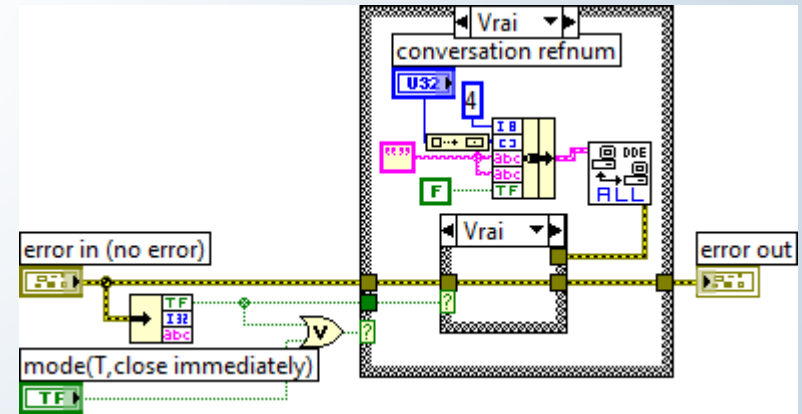 Vrai
conversation refnum
U32
4
I8
[ ]
abc
abc
TF
F
DDE
ALL
Vrai
error in (no error)
error out
TF
I32
abc
?
V
?
mode(T,close immediately)
TF